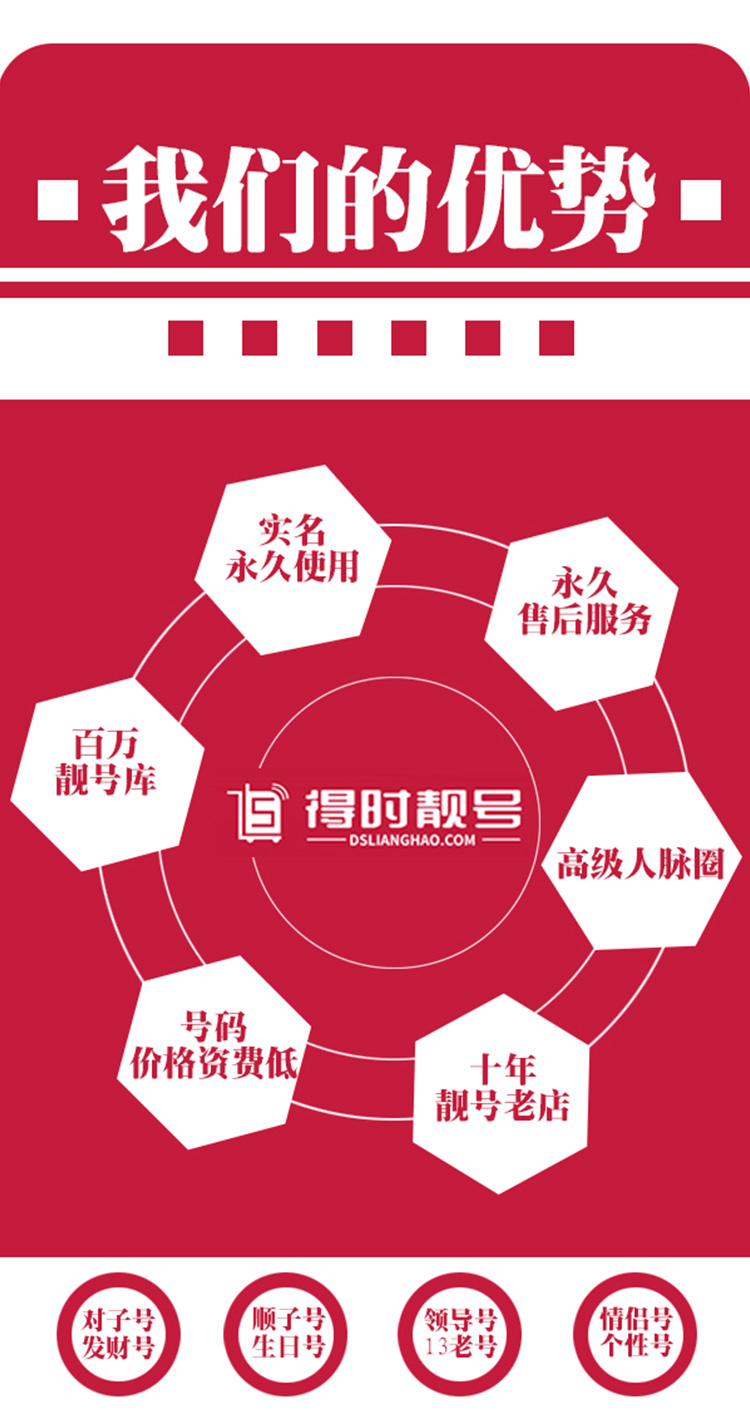 我们的优势
实名
永久使用
永久
售后服务
百万
靓号库
得时靓号
DSLIANGHAO.COM
高级人脉圈
号码
价格资费低
十年
靓号老店
对子号
发财号
顺子号
生日号
领导号
13老号
情侣号
个性号